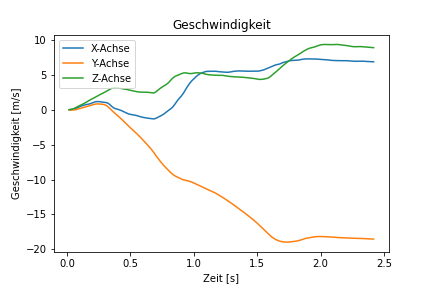 Geschwindigkeit
X-Achse
Y-Achse
Z-Achse
Geschwindigkeit [m/s]
10
5
0
−5
−10
−15
−20
0.0 0.5 1.0 1.5 2.0 2.5
Zeit [s]